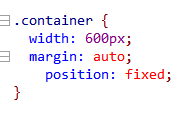 .container {
  width: 600px;
  margin: auto;
    position: fixed;
}